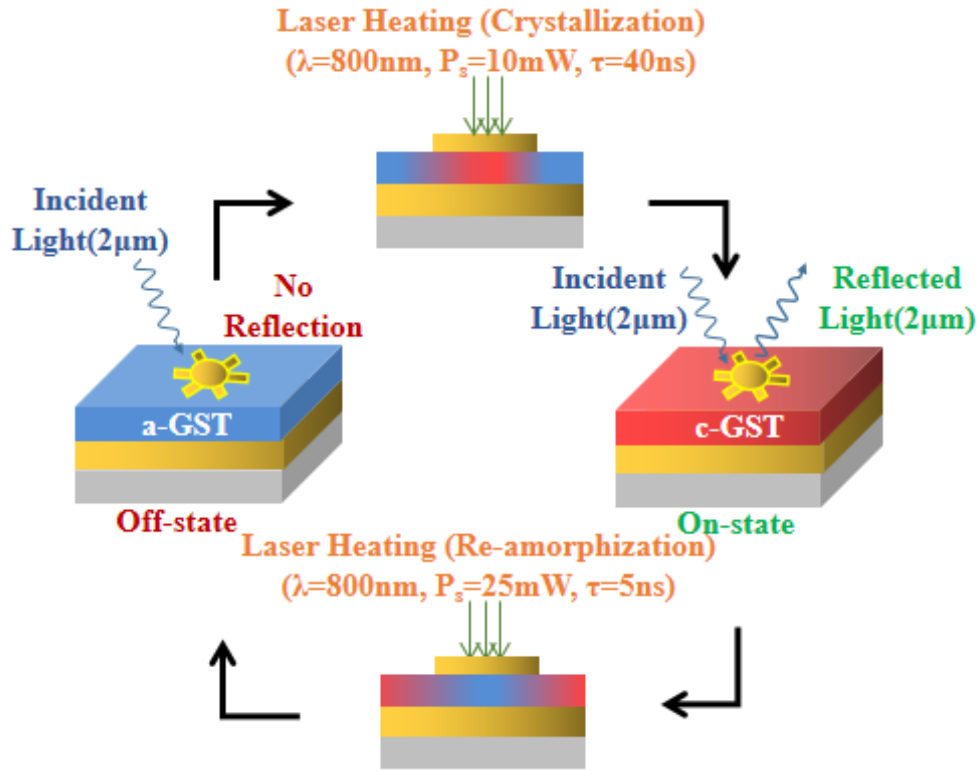 Laser Heating (Crystallization)
(λ=800nm, Pₛ=10mW, τ=40ns)
Incident
Light(2μm)
No
Reflection
a-GST
Off-state
Incident
Light(2μm)
Reflected
Light(2μm)
c-GST
On-state
Laser Heating (Re-amorphization)
(λ=800nm, Pₛ=25mW, τ=5ns)